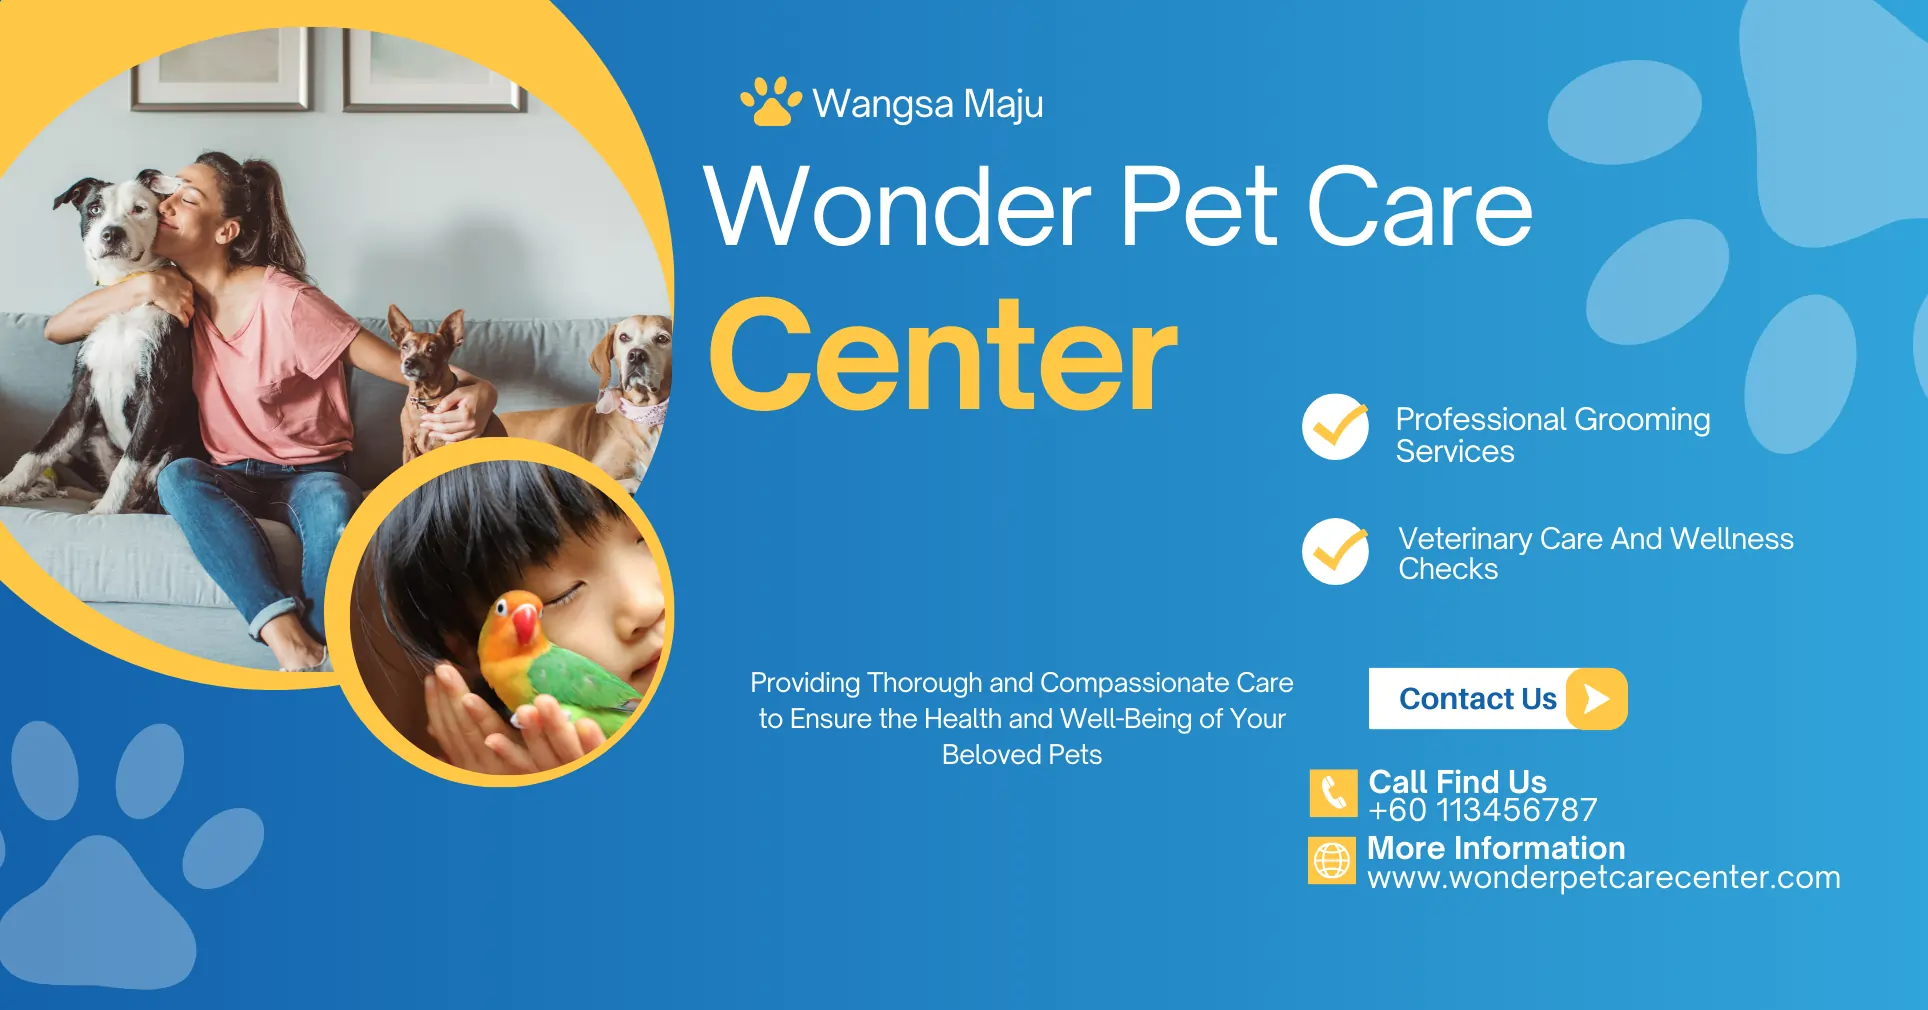 Wangsa Maju
Wonder Pet Care
Center
Professional Grooming
Services
Veterinary Care And Wellness
Checks
Providing Thorough and Compassionate Care
to Ensure the Health and Well-Being of Your
Beloved Pets
Contact Us
Call Find Us
+60 113456787
More Information
www.wonderpetcarecenter.com